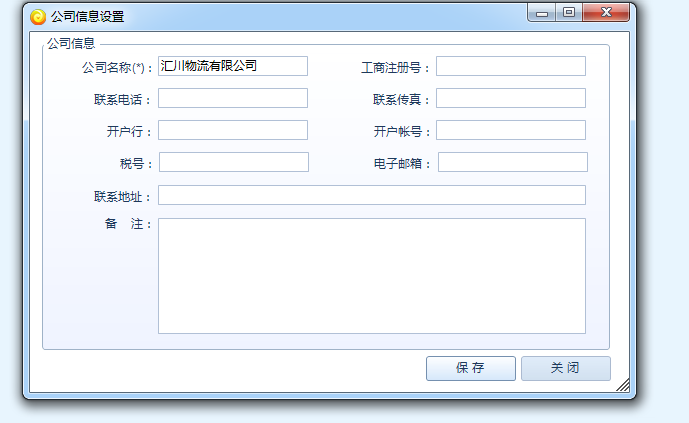 公司信息设置
公司信息
公司名称(*)： 汇川物流有限公司 工商注册号：
联系电话： 联系传真：
开户行： 开户帐号：
税号： 电子邮箱：
联系地址：
备 注：
保 存 关 闭